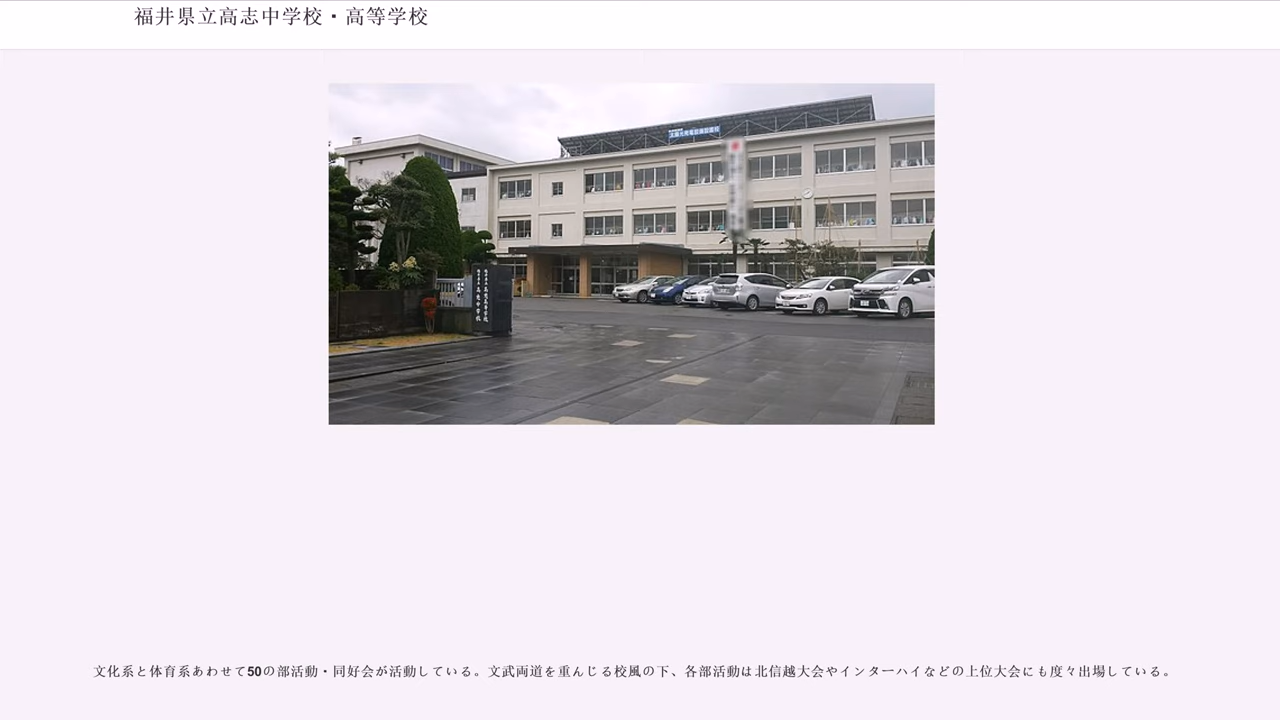 福井県立高志中学校・高等学校
文化系と体育系あわせて50の部活動・同好会が活動している。文武両道を重んじる校風の下、各部活動は北信越大会やインターハイなどの上位大会にも度々出場している。